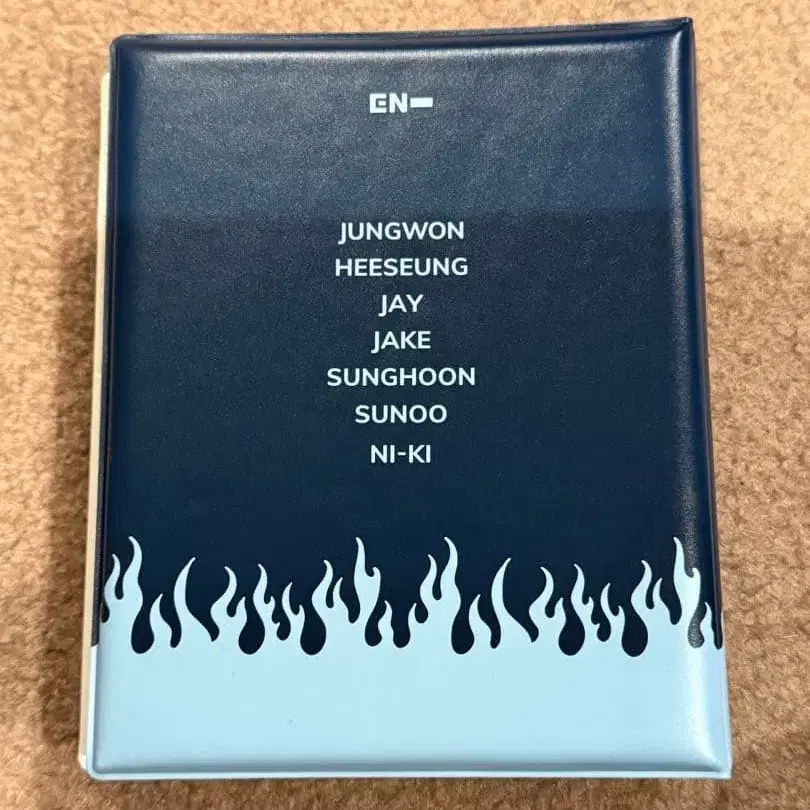 EN-
JUNGWON
HEESEUNG
JAY
JAKE
SUNGHOON
SUNOO
NI-KI